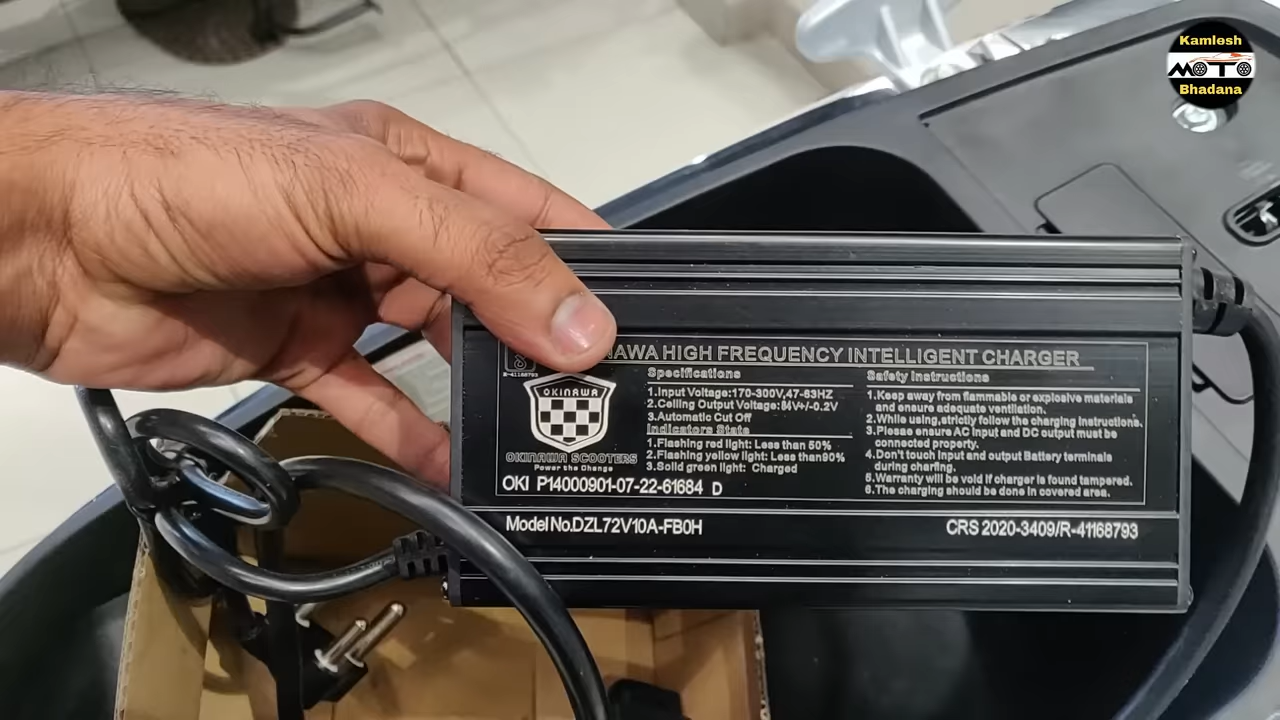 Kamlesh
MOTO
Bhadana
AWA HIGH FREQUENCY INTELLIGENT CHARGER
R-41168793
OKINAWA
OKINAWA SCOOTERS
Power the Change
Specifications
1.Input Voltage:170-300V,47-63HZ
2.Ceiling Output Voltage:84V+/-0.2V
3.Automatic Cut Off
Indicators State
1.Flashing red light: Less than 50%
2.Flashing yellow light: Less than90%
3.Solid green light: Charged
Safety Instructions
1.Keep away from flammable or explosive materials
and ensure adequate ventilation.
2.While using,strictly follow the charging instructions.
3.Please ensure AC input and DC output must be
connected property.
4.Don't touch input and output Battery terminals
during charfing.
5.Warranty will be void if charger is found tampered.
6.The charging should be done in covered area.
OKI P14000901-07-22-61684 D
Model No.DZL72V10A-FB0H
CRS 2020-3409/R-41168793